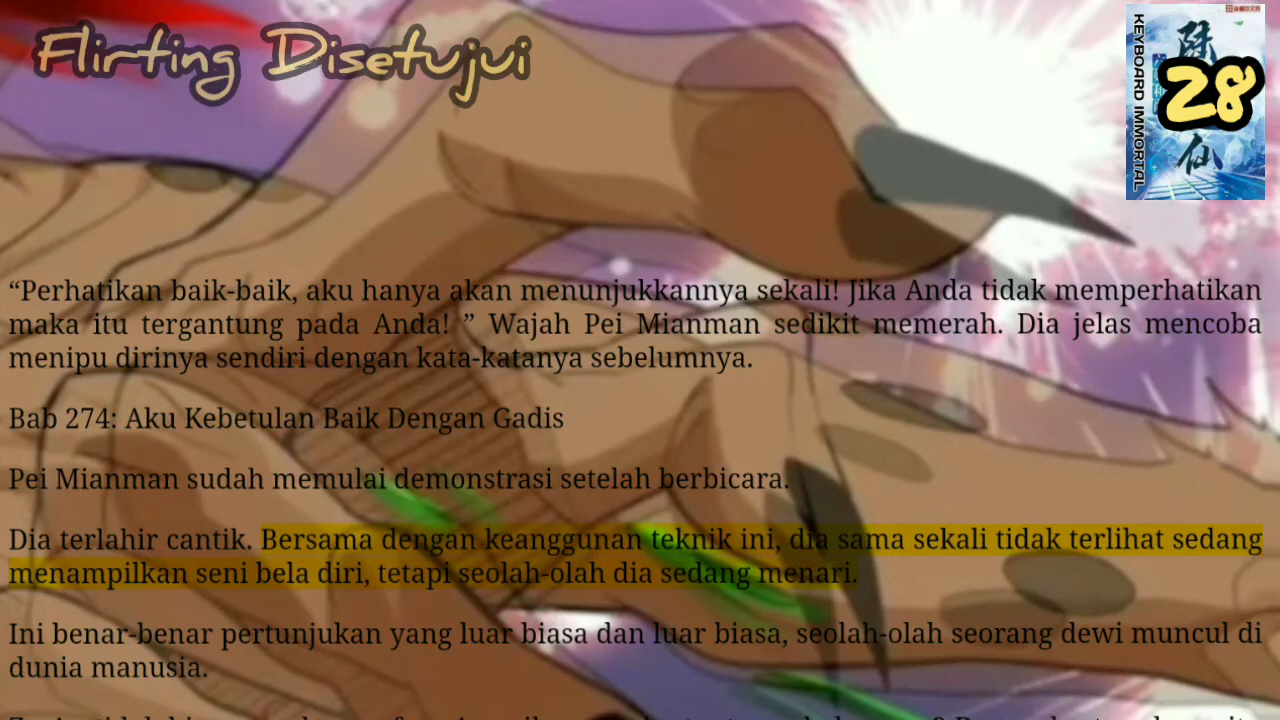 Flirting Disetujui
KEYBOARD IMMORTAL
28
仙
“Perhatikan baik-baik, aku hanya akan menunjukkannya sekali! Jika Anda tidak memperhatikan
maka itu tergantung pada Anda! ” Wajah Pei Mianman sedikit memerah. Dia jelas mencoba
menipu dirinya sendiri dengan kata-katanya sebelumnya.
Bab 274: Aku Kebetulan Baik Dengan Gadis
Pei Mianman sudah memulai demonstrasi setelah berbicara.
Dia terlahir cantik. Bersama dengan keanggunan teknik ini, dia sama sekali tidak terlihat sedang
menampilkan seni bela diri, tetapi seolah-olah dia sedang menari.
Ini benar-benar pertunjukan yang luar biasa dan luar biasa, seolah-olah seorang dewi muncul di
dunia manusia.